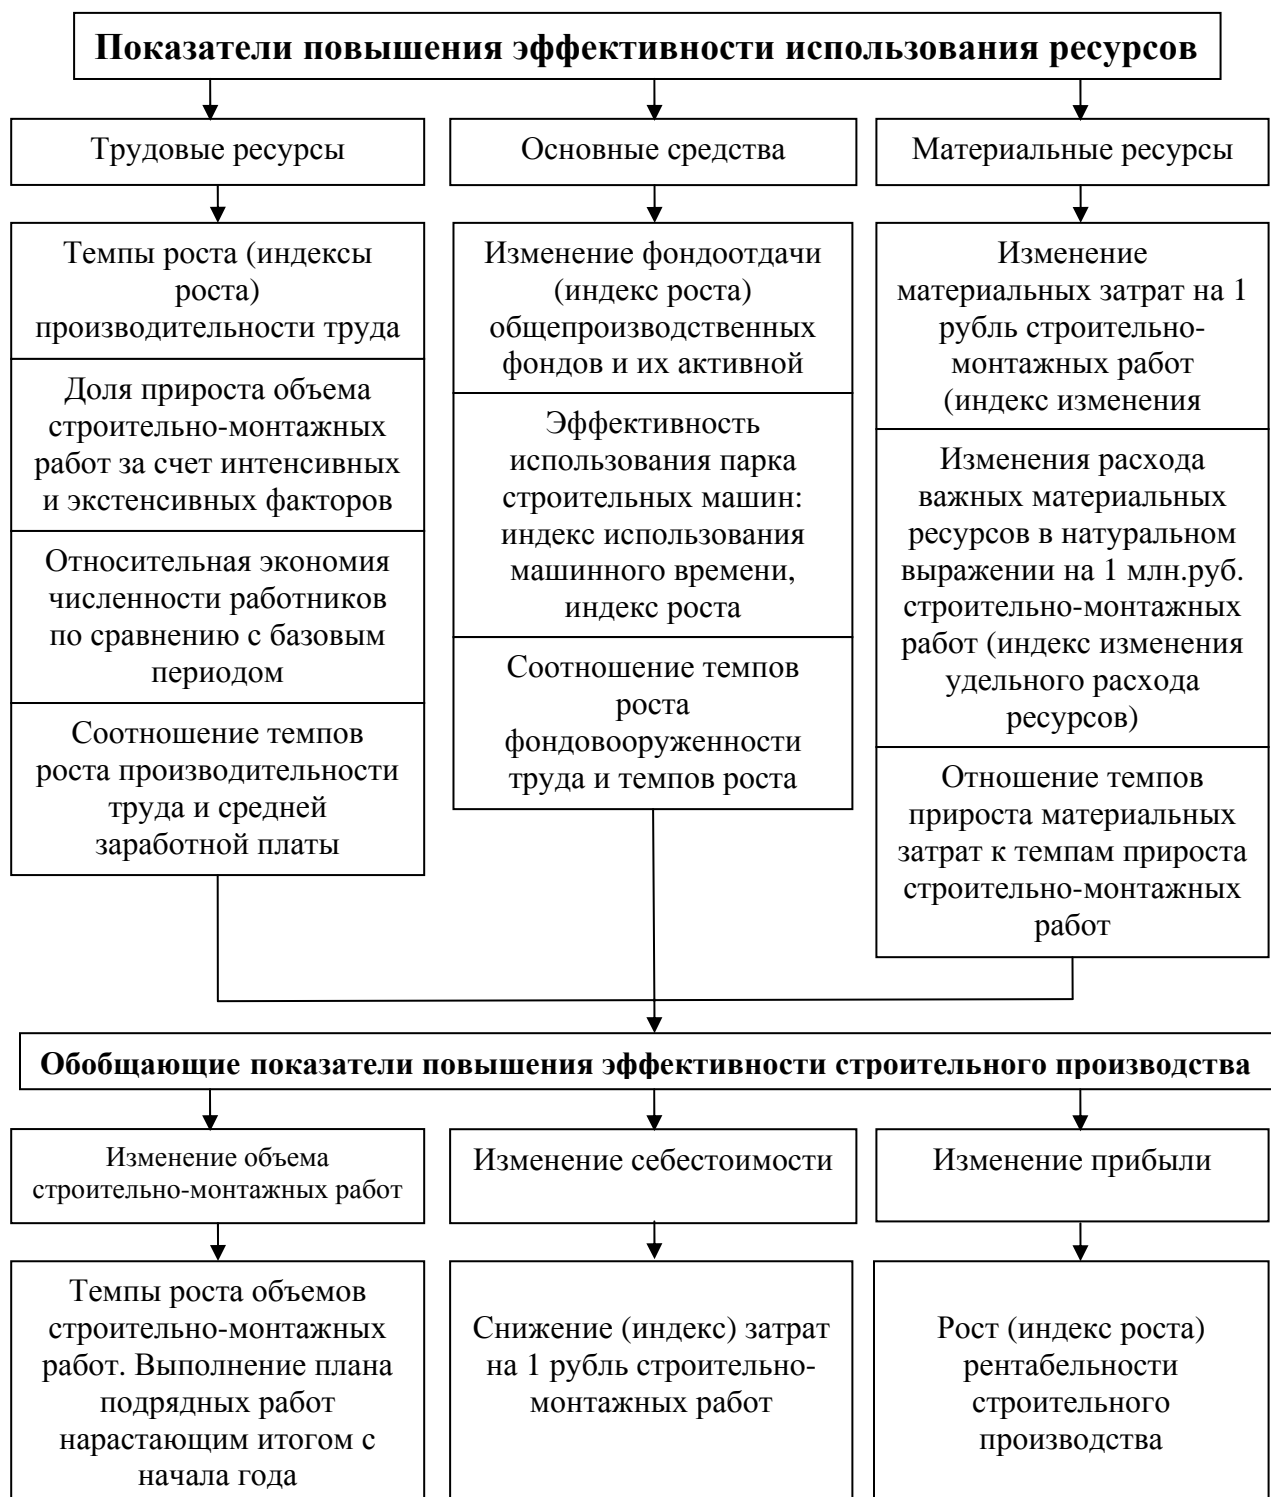 Показатели повышения эффективности использования ресурсов
Трудовые ресурсы
Темпы роста (индексы
роста)
производительности труда
Доля прироста объема
строительно-монтажных
работ за счет интенсивных
и экстенсивных факторов
Относительная экономия
численности работников
по сравнению с базовым
периодом
Соотношение темпов
роста производительности
труда и средней
заработной платы
Основные средства
Изменение фондоотдачи
(индекс роста)
общепроизводственных
фондов и их активной
Эффективность
использования парка
строительных машин:
индекс использования
машинного времени,
индекс роста
Соотношение темпов
роста
фондовооруженности
труда и темпов роста
Материальные ресурсы
Изменение
материальных затрат на 1
рубль строительно-
монтажных работ
(индекс изменения
Изменения расхода
важных материальных
ресурсов в натуральном
выражении на 1 млн.руб.
строительно-монтажных
работ (индекс изменения
удельного расхода
ресурсов)
Отношение темпов
прироста материальных
затрат к темпам прироста
строительно-монтажных
работ
Обобщающие показатели повышения эффективности строительного производства
Изменение объема
строительно-монтажных работ
Темпы роста объемов
строительно-монтажных
работ. Выполнение плана
подрядных работ
нарастающим итогом с
начала года
Изменение себестоимости
Снижение (индекс) затрат
на 1 рубль строительно-
монтажных работ
Изменение прибыли
Рост (индекс роста)
рентабельности
строительного
производства